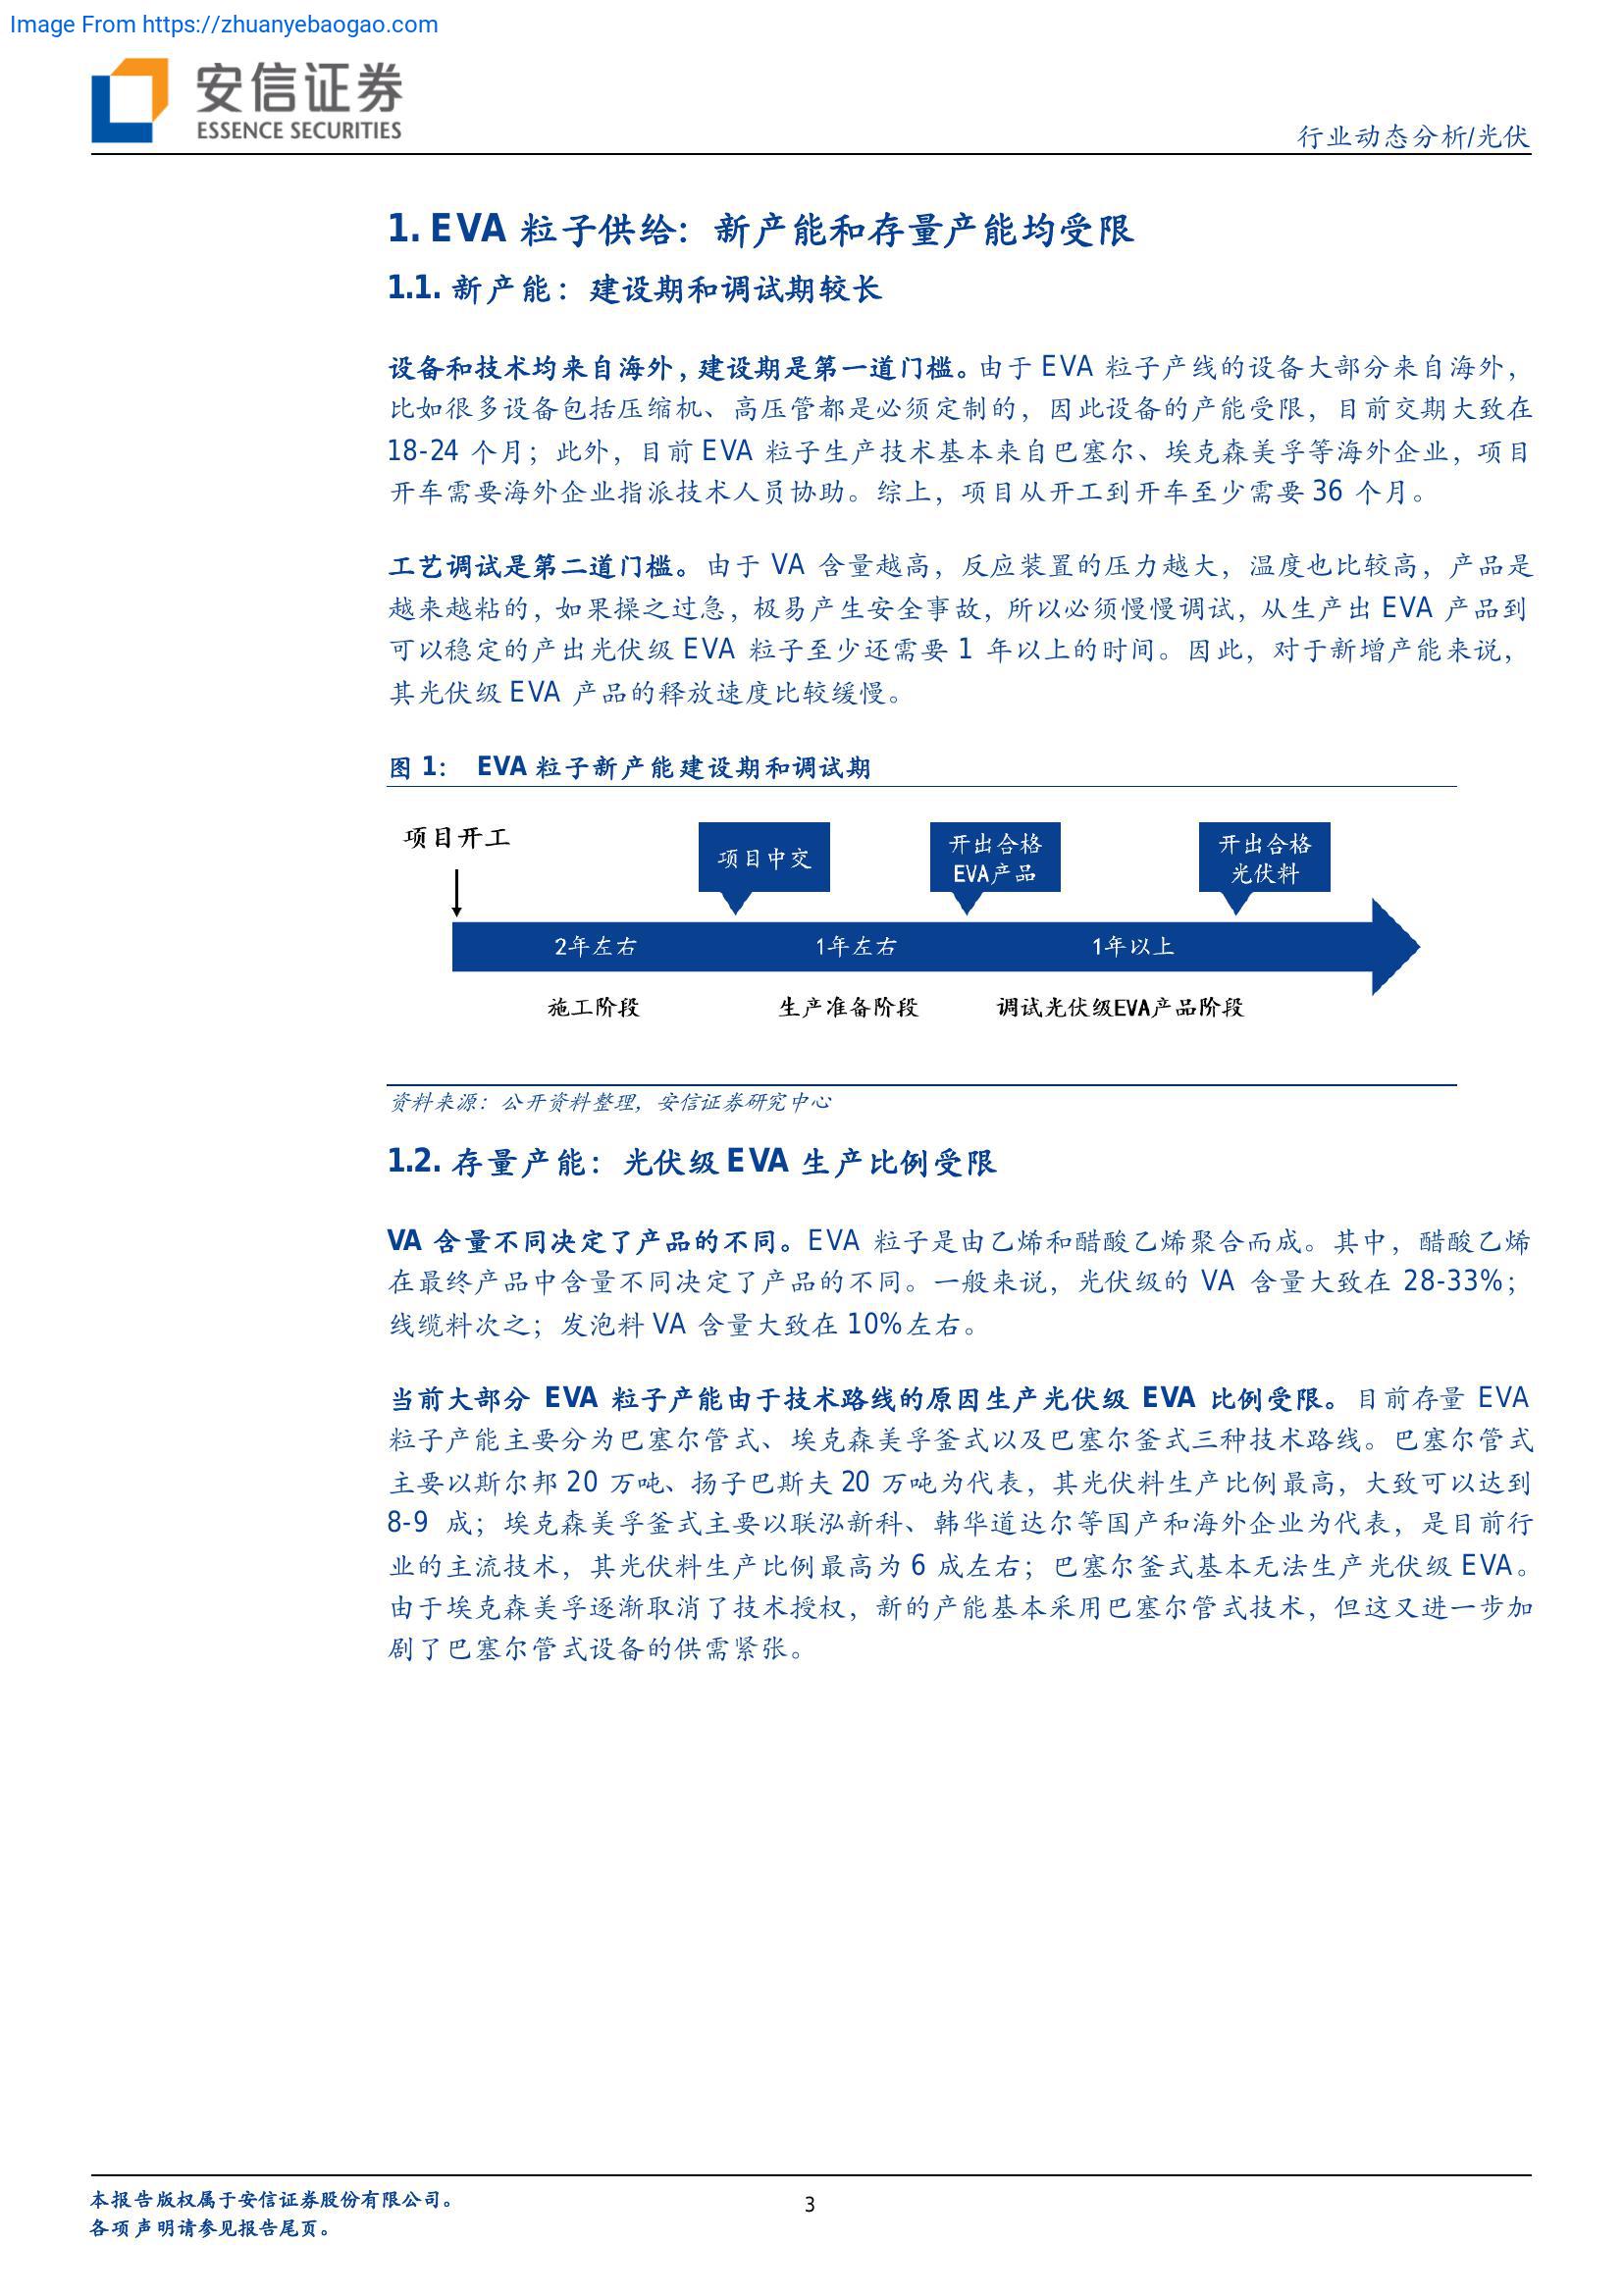 Image From https://zhuanyebaogao.com
安信证券
ESSENCE SECURITIES
行业动态分析/光伏
1. EVA 粒子供给：新产能和存量产能均受限
1.1. 新产能：建设期和调试期较长
设备和技术均来自海外，建设期是第一道门槛。由于 EVA 粒子产线的设备大部分来自海外，
比如很多设备包括压缩机、高压管都是必须定制的，因此设备的产能受限，目前交期大致在
18-24 个月；此外，目前 EVA 粒子生产技术基本来自巴塞尔、埃克森美孚等海外企业，项目
开车需要海外企业指派技术人员协助。综上，项目从开工到开车至少需要 36 个月。
工艺调试是第二道门槛。由于 VA 含量越高，反应装置的压力越大，温度也比较高，产品是
越来越粘的，如果操之过急，极易产生安全事故，所以必须慢慢调试，从生产出 EVA 产品到
可以稳定的产出光伏级 EVA 粒子至少还需要 1 年以上的时间。因此，对于新增产能来说，
其光伏级 EVA 产品的释放速度比较缓慢。
图 1： EVA 粒子新产能建设期和调试期
项目开工
项目中交
开出合格
EVA产品
开出合格
光伏料
2年左右
1年左右
1年以上
施工阶段
生产准备阶段
调试光伏级EVA产品阶段
资料来源：公开资料整理，安信证券研究中心
1.2. 存量产能：光伏级 EVA 生产比例受限
VA 含量不同决定了产品的不同。EVA 粒子是由乙烯和醋酸乙烯聚合而成。其中，醋酸乙烯
在最终产品中含量不同决定了产品的不同。一般来说，光伏级的 VA 含量大致在 28-33%；
线缆料次之；发泡料 VA 含量大致在 10%左右。
当前大部分 EVA 粒子产能由于技术路线的原因生产光伏级 EVA 比例受限。目前存量 EVA
粒子产能主要分为巴塞尔管式、埃克森美孚釜式以及巴塞尔釜式三种技术路线。巴塞尔管式
主要以斯尔邦 20 万吨、扬子巴斯夫 20 万吨为代表，其光伏料生产比例最高，大致可以达到
8-9 成；埃克森美孚釜式主要以联泓新科、韩华道达尔等国产和海外企业为代表，是目前行
业的主流技术，其光伏料生产比例最高为 6 成左右；巴塞尔釜式基本无法生产光伏级 EVA。
由于埃克森美孚逐渐取消了技术授权，新的产能基本采用巴塞尔管式技术，但这又进一步加
剧了巴塞尔管式设备的供需紧张。
本报告版权属于安信证券股份有限公司。
各项声明请参见报告尾页。
3